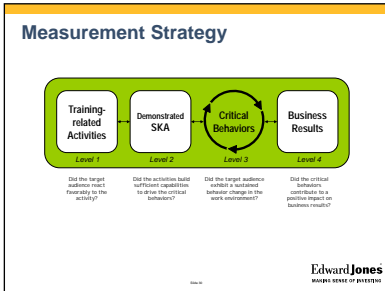 Measurement Strategy
Training-
related
Activities
Level 1
Demonstrated
SKA
Level 2
Critical
Behaviors
Level 3
Business
Results
Level 4
Did the target
audience react
favorably to the
activity?
Did the activities build
sufficient capabilities
to drive the critical
behaviors?
Did the target audience
exhibit a sustained
behavior change in the
work environment?
Did the critical
behaviors
contribute to a
positive impact on
business results?
Edward Jones
MAKING SENSE OF INVESTING